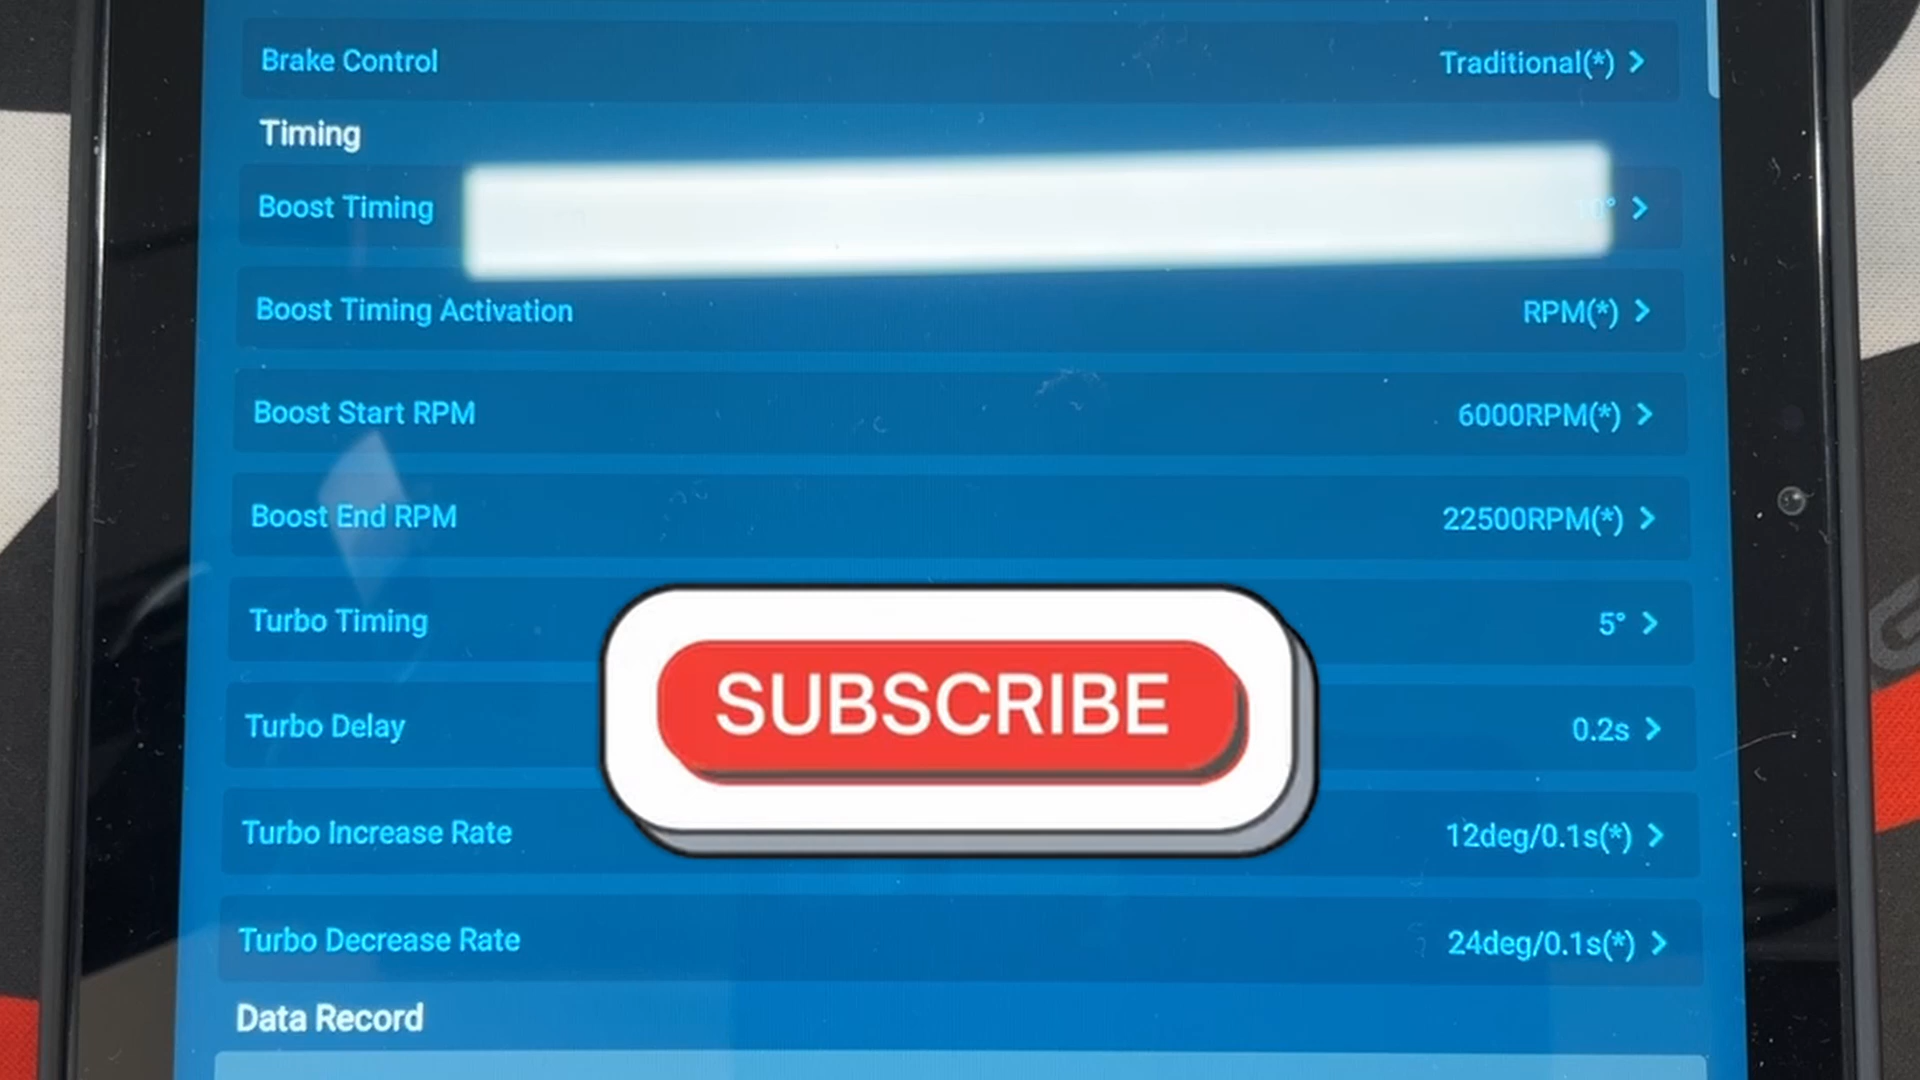 Brake Control Traditional(*)
Timing
Boost Timing 10°
Boost Timing Activation RPM(*)
Boost Start RPM 6000RPM(*)
Boost End RPM 22500RPM(*)
Turbo Timing 5°
Turbo Delay 0.2s
SUBSCRIBE
Turbo Increase Rate 12deg/0.1s(*)
Turbo Decrease Rate 24deg/0.1s(*)
Data Record